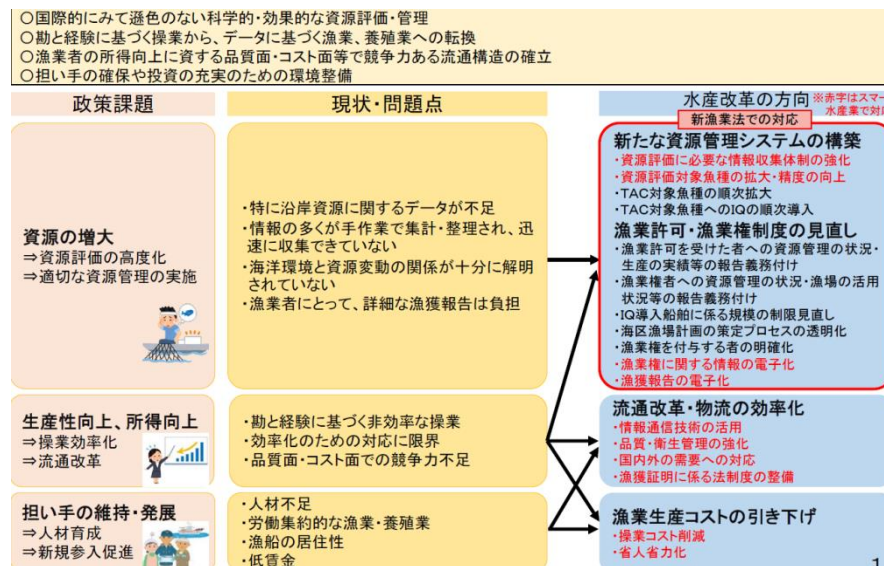 ○国際的にみて遜色のない科学的・効果的な資源評価・管理
○勘と経験に基づく操業から、データに基づく漁業、養殖業への転換
○漁業者の所得向上に資する品質面・コスト面等で競争力ある流通構造の確立
○担い手の確保や投資の充実のための環境整備
政策課題
資源の増大
⇒資源評価の高度化
⇒適切な資源管理の実施
生産性向上、所得向上
⇒操業効率化
⇒流通改革
担い手の維持・発展
⇒人材育成
⇒新規参入促進
現状・問題点
・特に沿岸資源に関するデータが不足
・情報の多くが手作業で集計・整理され、迅
速に収集できていない
・海洋環境と資源変動の関係が十分に解明
されていない
・漁業者にとって、詳細な漁獲報告は負担
・勘と経験に基づく非効率な操業
・効率化のための対応に限界
・品質面・コスト面での競争力不足
・人材不足
・労働集約的な漁業・養殖業
・漁船の居住性
・低賃金
水産改革の方向
※赤字はスマー
水産業で対応
新漁業法での対応
新たな資源管理システムの構築
・資源評価に必要な情報収集体制の強化
・資源評価対象魚種の拡大・精度の向上
・TAC対象魚種の順次拡大
・TAC対象魚種へのIQの順次導入
漁業許可・漁業権制度の見直し
・漁業許可を受けた者への資源管理の状況・
生産の実績等の報告義務付け
・漁業権者への資源管理の状況・漁場の活用
状況等の報告義務付け
・IQ導入船舶に係る規模の制限見直し
・海区漁場計画の策定プロセスの透明化
・漁業権を付与する者の明確化
・漁業権に関する情報の電子化
・漁獲報告の電子化
流通改革・物流の効率化
・情報通信技術の活用
・品質・衛生管理の強化
・国内外の需要への対応
・漁獲証明に係る法制度の整備
漁業生産コストの引き下げ
・操業コスト削減
・省人省力化
1